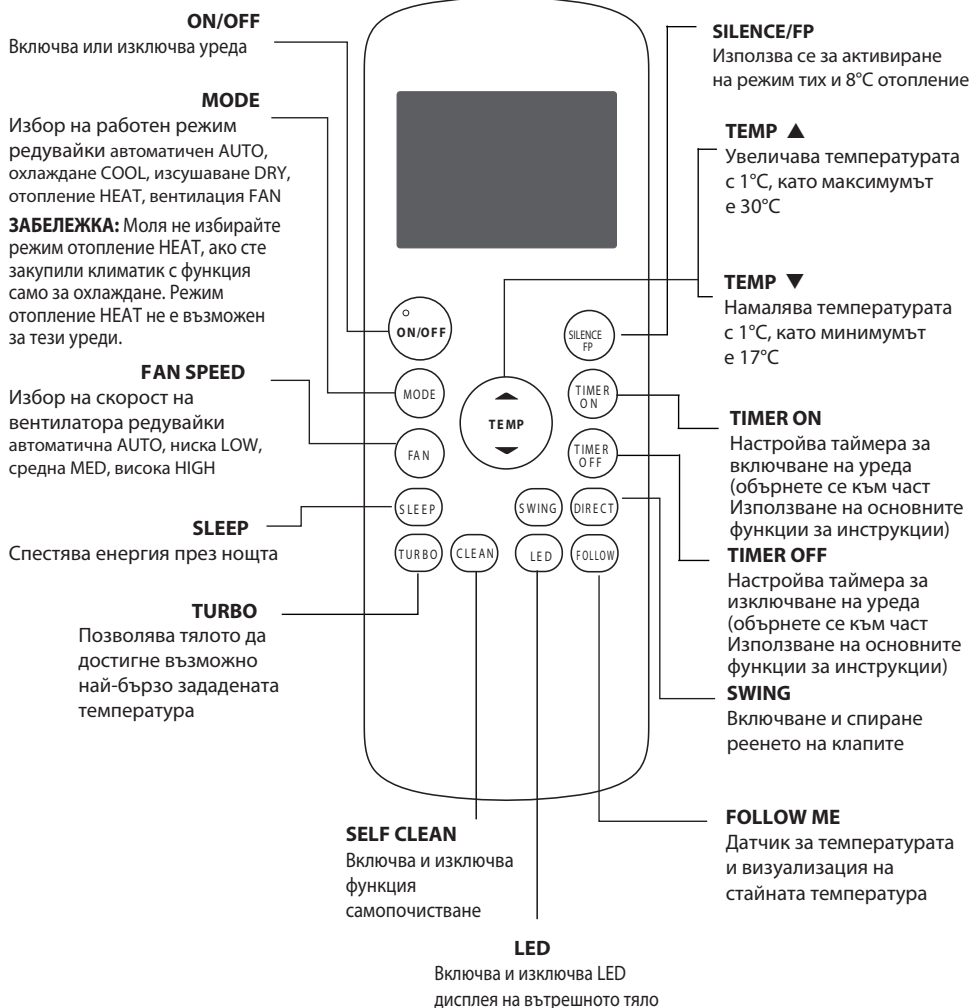 ON/OFF
Включва или изключва уреда
MODE
Избор на работен режим
редувайки автоматичен AUTO,
охлаждане COOL, изсушаване DRY,
отопление HEAT, вентилация FAN
ЗАБЕЛЕЖКА: Моля не избирайте
режим отопление HEAT, ако сте
закупили климатик с функция
само за охлаждане. Режим
отопление HEAT не е възможен
за тези уреди.
FAN SPEED
Избор на скорост на
вентилатора редувайки
автоматична AUTO, ниска LOW,
средна MED, висока HIGH
SLEEP
Спестява енергия през нощта
TURBO
Позволява тялото да
достигне възможно
най-бързо зададената
температура
ON/OFF
MODE
FAN
SLEEP
TURBO
CLEAN
TEMP
SWING
LED
SILENCE
FP
TIMER
ON
TIMER
OFF
DIRECT
FOLLOW
SILENCE/FP
Използва се за активиране
на режим тих и 8°C отопление
TEMP ▲
Увеличава температурата
с 1°C, като максимумът
е 30°C
TEMP ▼
Намалява температурата
с 1°C, като минимумът
е 17°C
TIMER ON
Настройва таймера за
включване на уреда
(обърнете се към част
Използване на основните
функции за инструкции)
TIMER OFF
Настройва таймера за
изключване на уреда
(обърнете се към част
Използване на основните
функции за инструкции)
SWING
Включване и спиране
реенето на клапите
FOLLOW ME
Датчик за температурата
и визуализация на
стайната температура
SELF CLEAN
Включва и изключва
функция
самопочистване
LED
Включва и изключва LED
дисплея на вътрешното тяло